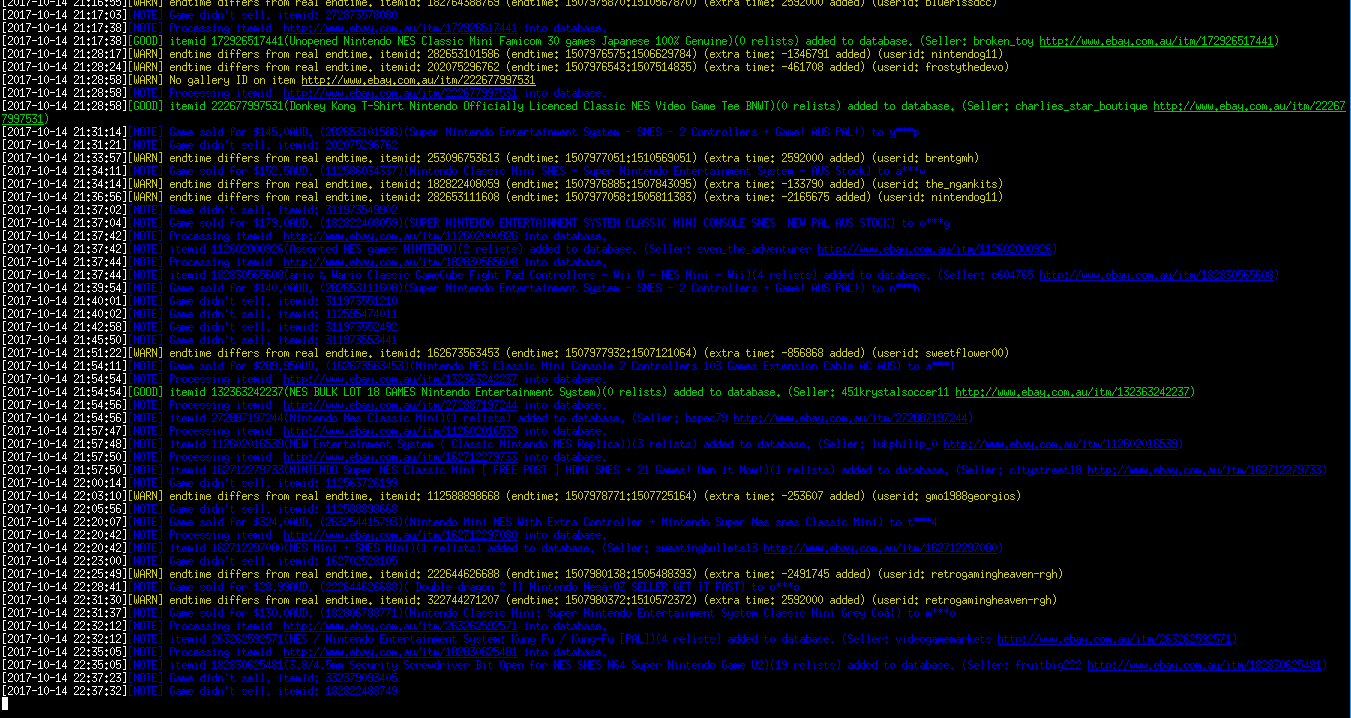 [2017-10-14 21:16:55][WARN] endtime differs from real endtime. itemid: 182764388769 (endtime: 1507975870:1510567870) (extra time: 2592000 added) (userid: bluerissdcc)
[2017-10-14 21:17:03][NOTE] Game didn't sell. itemid: 272873578080
[2017-10-14 21:17:38][NOTE] Processing itemid http://www.ebay.com.au/itm/172926517441 into database.
[2017-10-14 21:17:38][GOOD] itemid 172926517441(Unopened Nintendo NES Classic Mini Famicom 30 games Japanese 100% Genuine)(0 relists) added to database. (Seller: broken_toy http://www.ebay.com.au/itm/172926517441)
[2017-10-14 21:28:17][WARN] endtime differs from real endtime. itemid: 282653101586 (endtime: 1507976575:1506629784) (extra time: -1346791 added) (userid: nintendog11)
[2017-10-14 21:28:24][WARN] endtime differs from real endtime. itemid: 202075296762 (endtime: 1507976543:1507514835) (extra time: -461708 added) (userid: frostythedevo)
[2017-10-14 21:28:58][WARN] No gallery ID on item http://www.ebay.com.au/itm/222677997531
[2017-10-14 21:28:58][NOTE] Processing itemid http://www.ebay.com.au/itm/222677997531 into database.
[2017-10-14 21:28:58][GOOD] itemid 222677997531(Donkey Kong T-Shirt Nintendo Officially Licenced Classic NES Video Game Tee BNWT)(0 relists) added to database. (Seller: charlies_star_boutique http://www.ebay.com.au/itm/22267
7997531)
[2017-10-14 21:31:14][NOTE] Game sold for $145.0AUD. (282653101586)(Super Nintendo Entertainment System - SNES - 2 Controllers + Game! AUS PAL!) to y***p
[2017-10-14 21:31:21][NOTE] Game didn't sell. itemid: 202075296762
[2017-10-14 21:33:57][WARN] endtime differs from real endtime. itemid: 253096753613 (endtime: 1507977051:1510569051) (extra time: 2592000 added) (userid: brentgmh)
[2017-10-14 21:34:11][NOTE] Game sold for $152.5AUD. (112586034337)(Nintendo Classic Mini SNES - Super Nintendo Entertainment System - AUS Stock) to a***u
[2017-10-14 21:34:14][WARN] endtime differs from real endtime. itemid: 182822408059 (endtime: 1507976885:1507843095) (extra time: -133790 added) (userid: the_ngankits)
[2017-10-14 21:36:56][WARN] endtime differs from real endtime. itemid: 282653111608 (endtime: 1507977058:1505811383) (extra time: -2165675 added) (userid: nintendog11)
[2017-10-14 21:37:02][NOTE] Game didn't sell. itemid: 311973549902
[2017-10-14 21:37:04][NOTE] Game sold for $179.0AUD. (182822408059)(SUPER NINTENDO ENTERTAINMENT SYSTEM CLASSIC MINI CONSOLE SNES NEW PAL AUS STOCK) to o***g
[2017-10-14 21:37:42][NOTE] Processing itemid http://www.ebay.com.au/itm/112602000926 into database.
[2017-10-14 21:37:42][NOTE] itemid 112602000926(Assorted NES games NINTENDO)(2 relists) added to database. (Seller: sven_the_adventurer http://www.ebay.com.au/itm/112602000926)
[2017-10-14 21:37:44][NOTE] Processing itemid http://www.ebay.com.au/itm/182830565608 into database.
[2017-10-14 21:37:44][NOTE] itemid 182830565608(ario & Wario Classic GameCube Fight Pad Controllers - Wii U - NES Mini - Wii)(4 relists) added to database. (Seller: c604765 http://www.ebay.com.au/itm/182830565608)
[2017-10-14 21:39:54][NOTE] Game sold for $140.0AUD. (282653111608)(Super Nintendo Entertainment System - SNES - 2 Controllers + Game! AUS PAL!) to n***h
[2017-10-14 21:40:01][NOTE] Game didn't sell. itemid: 311973551210
[2017-10-14 21:40:02][NOTE] Game didn't sell. itemid: 112595474011
[2017-10-14 21:42:58][NOTE] Game didn't sell. itemid: 311973552492
[2017-10-14 21:45:50][NOTE] Game didn't sell. itemid: 311973553441
[2017-10-14 21:51:22][WARN] endtime differs from real endtime. itemid: 162673563453 (endtime: 1507977932:1507121064) (extra time: -856868 added) (userid: sweetflower00)
[2017-10-14 21:54:11][NOTE] Game sold for $289.95AUD. (162673563453)(Nintendo NES Classic Mini Console 2 Controllers 103 Games Extension Cable AC AUS) to
[2017-10-14 21:54:54][NOTE] Processing itemid http://www.ebay.com.au/itm/132363242237 into database.
[2017-10-14 21:54:54][GOOD] itemid 132363242237(NES BULK LOT 18 GAMES Nintendo Entertainment System)(0 relists) added to database. (Seller: 451krystalsoccer11 http://www.ebay.com.au/itm/132363242237)
[2017-10-14 21:54:56][NOTE] Processing itemid http://www.ebay.com.au/itm/272887197244 into database.
[2017-10-14 21:54:56][NOTE] itemid 272887197244(Nintendo Nes Classic Mini)(1 relists) added to database. (Seller: hspec79 http://www.ebay.com.au/itm/272887197244)
[2017-10-14 21:57:47][NOTE] Processing itemid http://www.ebay.com.au/itm/112602016539 into database.
[2017-10-14 21:57:48][NOTE] itemid 112602016539(NEW Entertainment System ( Classic Nintendo NES Replica))(3 relists) added to database. (Seller: lukphilip_0 http://www.ebay.com.au/itm/112602016539)
[2017-10-14 21:57:50][NOTE] Processing itemid http://www.ebay.com.au/itm/162712279733 into database.
[2017-10-14 21:57:50][NOTE] itemid 162712279733(NINTENDO Super NES Classic Mini [ FREE POST ] HDMI SNES + 21 Games! Own it Now!)(1 relists) added to database. (Seller: citystreet18 http://www.ebay.com.au/itm/162712279733)
[2017-10-14 22:00:14][NOTE] Game didn't sell. itemid: 112563726199
[2017-10-14 22:03:10][WARN] endtime differs from real endtime. itemid: 112588898668 (endtime: 1507978771:1507725164) (extra time: -253607 added) (userid: gmo1988georgios)
[2017-10-14 22:05:56][NOTE] Game didn't sell. itemid: 112588898668
[2017-10-14 22:20:07][NOTE] Game sold for $324.0AUD. (263254415793)(Nintendo Mini NES With Extra Controller + Nintendo Super Nes snes Classic Mini) to
[2017-10-14 22:20:42][NOTE] Processing itemid http://www.ebay.com.au/itm/162712297080 into database.
[2017-10-14 22:20:42][NOTE] itemid 162712297080(NES Mini + SNES Mini)(1 relists) added to database. (Seller: sweatingbullets13 http://www.ebay.com.au/itm/162712297080)
[2017-10-14 22:23:00][NOTE] Game didn't sell. itemid: 162702528105
[2017-10-14 22:25:49][WARN] endtime differs from real endtime. itemid: 222644626688 (endtime: 1507980138:1505488393) (extra time: -2491745 added) (userid: retrogamingheaven-rgh)
[2017-10-14 22:28:41][NOTE] Game sold for $29.99AUD. (222644626688)( Double dragon 2 II Nintendo Nes OZ SELLER GET IT FAST) to o***o
[2017-10-14 22:31:30][WARN] endtime differs from real endtime. itemid: 322744271207 (endtime: 1507980372:1510572372) (extra time: 2592000 added) (userid: retrogamingheaven-rgh)
[2017-10-14 22:31:37][NOTE] Game sold for $130.0AUD. (182806788771)(Nintendo Classic Mini: Super Nintendo Entertainment System Classic Mini Grey Coal) to
[2017-10-14 22:32:12][NOTE] Processing itemid http://www.ebay.com.au/itm/263262592571 into database.
[2017-10-14 22:32:12][NOTE] itemid 263262592571(NES / Nintendo Entertainment System: Kung Fu / Kung-Fu [PAL])(4 relists) added to database. (Seller: videogamemarkete http://www.ebay.com.au/itm/263262592571)
[2017-10-14 22:35:05][NOTE] Processing itemid http://www.ebay.com.au/itm/182830625481 into database.
[2017-10-14 22:35:05][NOTE] itemid 182830625481(3.8/4.5mm Security Screwdriver Bit Open for NES SNES N64 Super Nintendo Game U2)(19 relists) added to database. (Seller: fruitbig222 http://www.ebay.com.au/itm/182830625481)
[2017-10-14 22:37:23][NOTE] Game didn't sell. itemid: 332379093405
[2017-10-14 22:37:32][NOTE] Game didn't sell. itemid: 182822488749